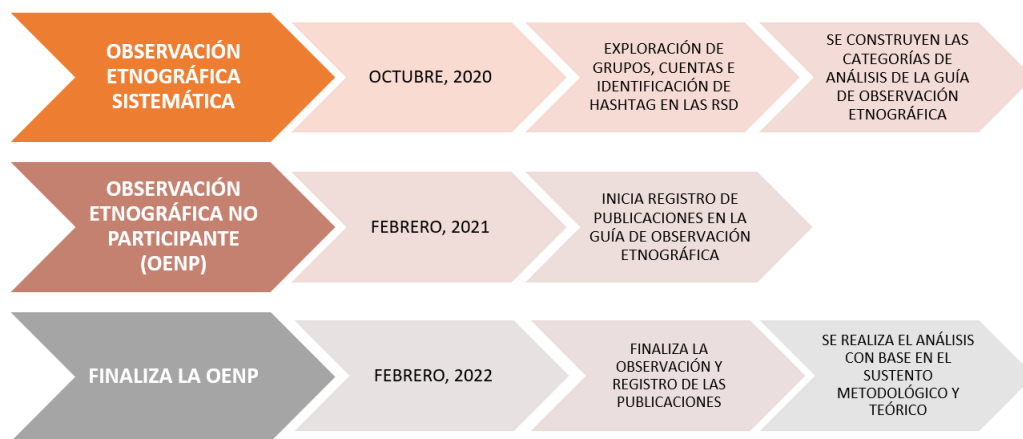 OBSERVACIÓN
ETNOGRÁFICA
SISTEMÁTICA
OCTUBRE, 2020
EXPLORACIÓN DE
GRUPOS, CUENTAS E
IDENTIFICACIÓN DE
HASHTAG EN LAS RSD
SE CONSTRUYEN LAS
CATEGORÍAS DE
ANÁLISIS DE LA GUÍA
DE OBSERVACIÓN
ETNOGRÁFICA
OBSERVACIÓN
ETNOGRÁFICA NO
PARTICIPANTE
(OENP)
FEBRERO, 2021
INICIA REGISTRO DE
PUBLICACIONES EN LA
GUÍA DE OBSERVACIÓN
ETNOGRÁFICA
FINALIZA LA OENP
FEBRERO, 2022
FINALIZA LA
OBSERVACIÓN Y
REGISTRO DE LAS
PUBLICACIONES
SE REALIZA EL ANÁLISIS
CON BASE EN EL
SUSTENTO
METODOLÓGICO Y
TEÓRICO